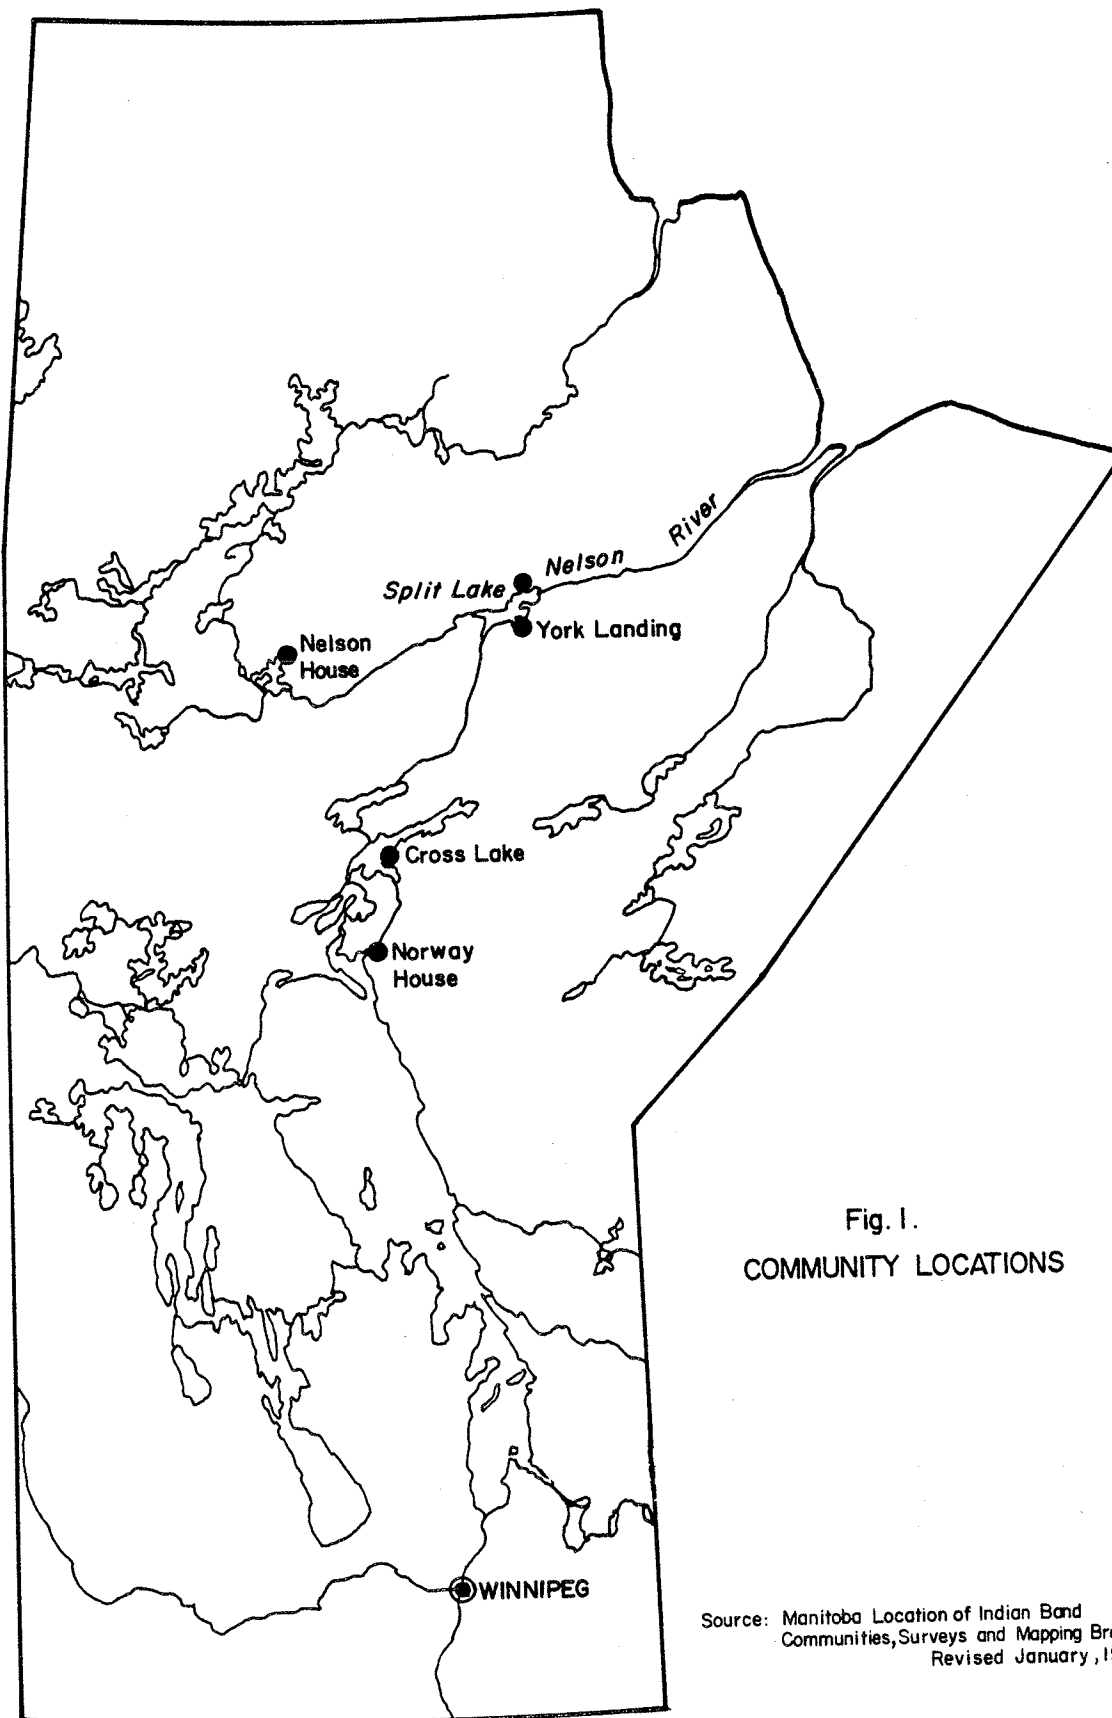 River
Nelson
Split Lake
York Landing
Nelson
House
Cross Lake
Norway
House
Fig. 1.
COMMUNITY LOCATIONS
WINNIPEG
Source: Manitoba Location of Indian Band
Communities, Surveys and Mapping
Revised January,